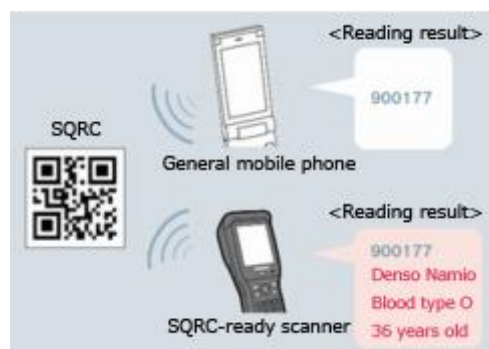 <Reading result>
900177
SQRC
General mobile phone
<Reading result>
900177
Denso Namio
Blood type O
36 years old
SQRC-ready scanner